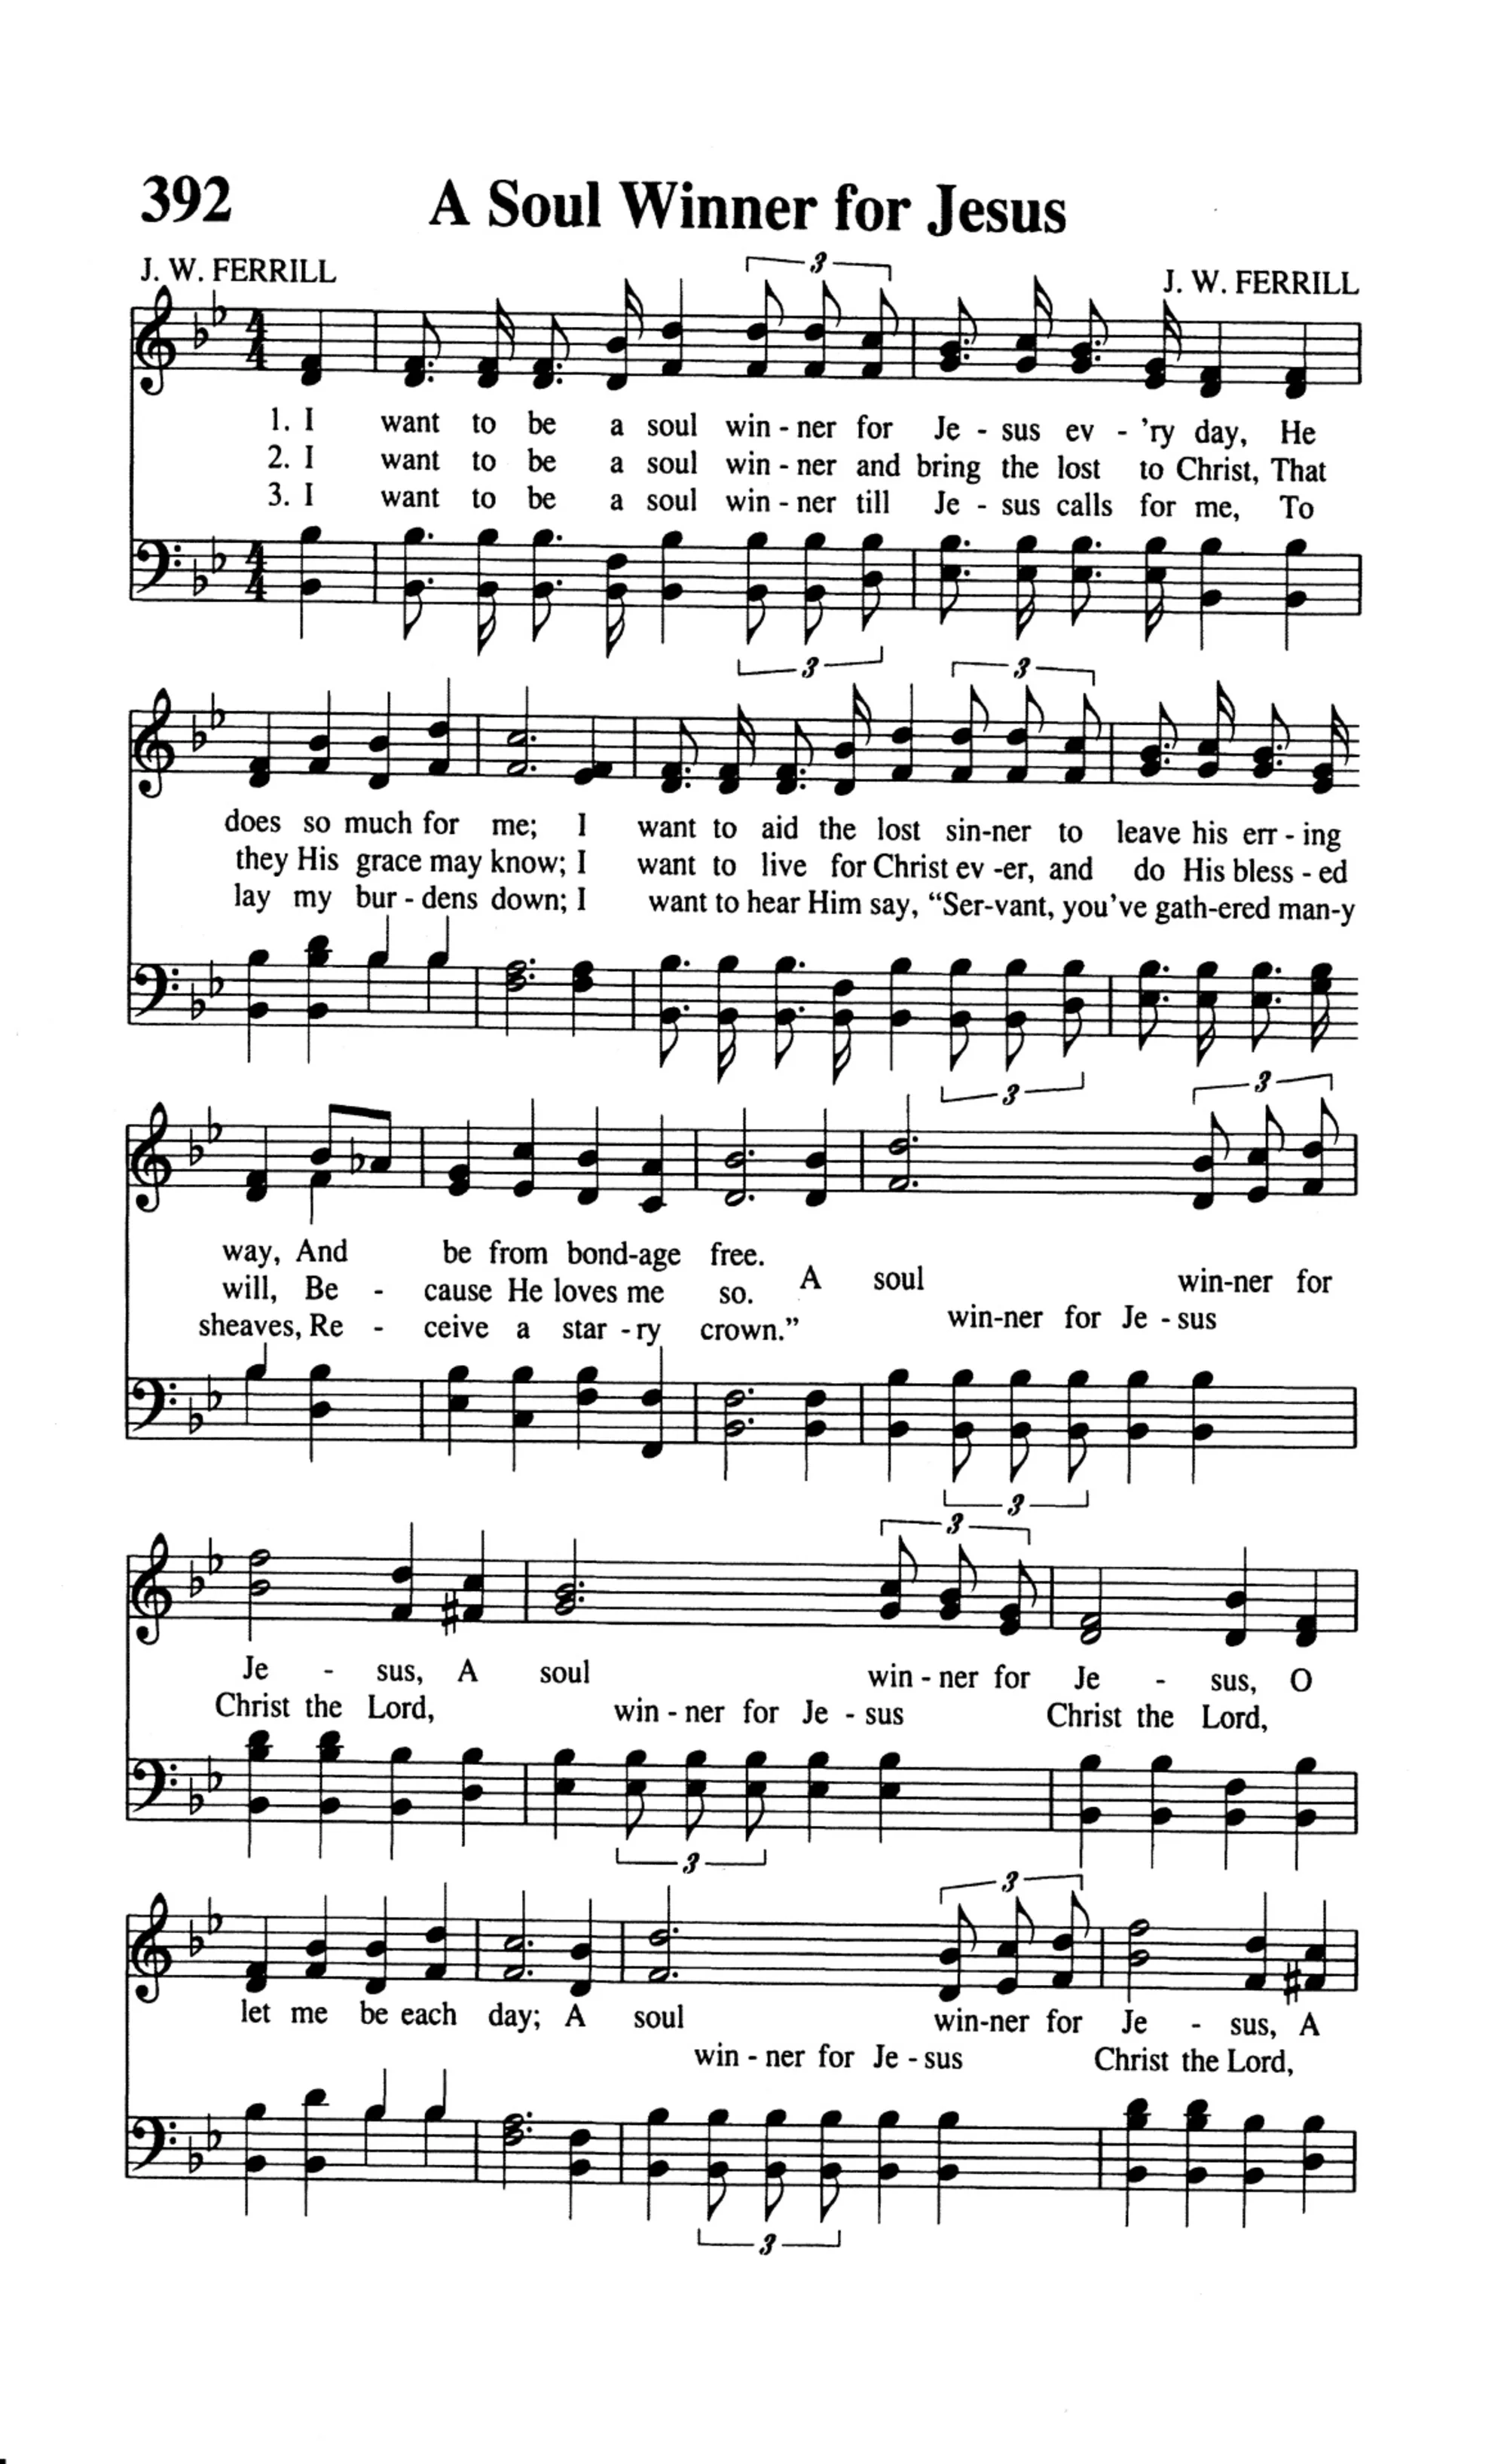 392 A Soul Winner for Jesus
J. W. FERRILL J. W. FERRILL
3
1. I want to be a soul win - ner for Je - sus ev - 'ry day, He
2. I want to be a soul win - ner and bring the lost to Christ, That
3. I want to be a soul win - ner till Je - sus calls for me, To
3
3
does so much for me; I want to aid the lost sin-ner to leave his err - ing
they His grace may know; I want to live for Christ ev -er, and do His bless - ed
lay my bur - dens down; I want to hear Him say, “Ser-vant, you’ve gath-ered man-y
3
3
way, And be from bond-age free.
will, Be - cause He loves me so. A soul win-ner for
sheaves, Re - ceive a star - ry crown.” win-ner for Je - sus
3
3
Je - sus, A soul win - ner for Je - sus, O
Christ the Lord, win - ner for Je - sus Christ the Lord,
3
3
let me be each day; A soul win-ner for Je - sus, A
win - ner for Je - sus Christ the Lord,
3